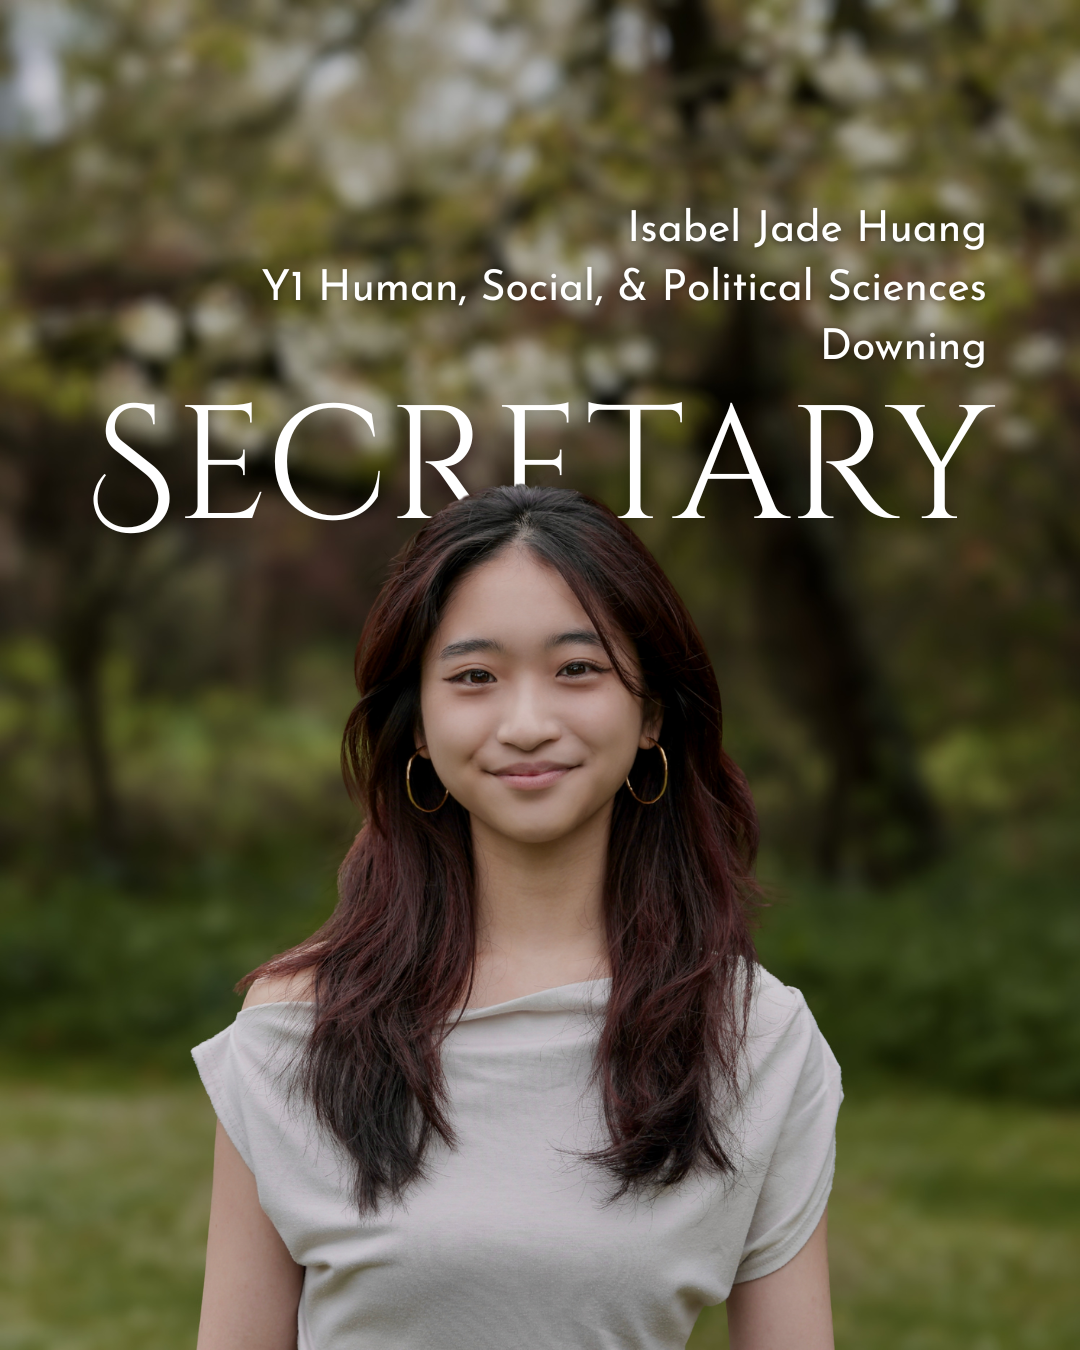 Isabel Jade Huang
Y1 Human, Social, & Political Sciences
Downing
SECRETARY